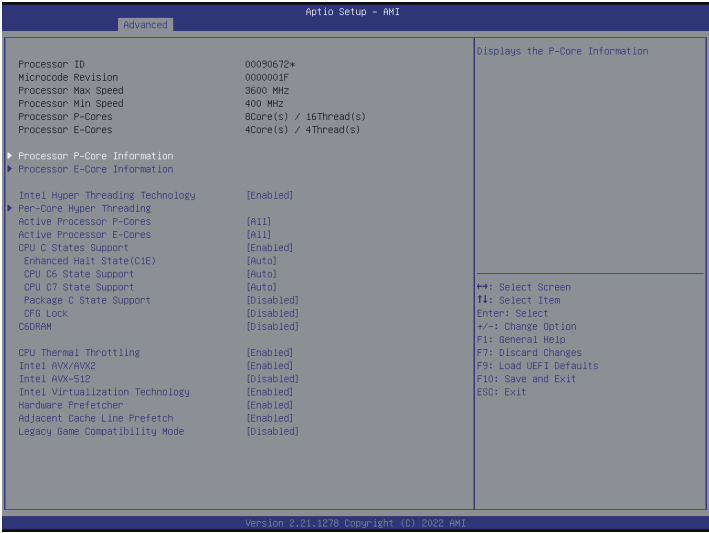 Aptio Setup - AMI
Advanced
Processor ID 00090672*
Microcode Revision 0000001F
Processor Max Speed 3600 MHz
Processor Min Speed 400 MHz
Processor P-Cores 8Core(s) / 16Thread(s)
Processor E-Cores 4Core(s) / 4Thread(s)
Processor P-Core Information
Processor E-Core Information
Intel Hyper Threading Technology [Enabled]
Per-Core Hyper Threading
Active Processor P-Cores [All]
Active Processor E-Cores [All]
CPU C States Support [Enabled]
Enhanced Halt State(C1E) [Auto]
CPU C6 State Support [Auto]
CPU C7 State Support [Auto]
Package C State Support [Disabled]
CFG Lock [Disabled]
C6DRAM [Disabled]
CPU Thermal Throttling [Enabled]
Intel AVX/AVX2 [Enabled]
Intel AVX-512 [Disabled]
Intel Virtualization Technology [Enabled]
Hardware Prefetcher [Enabled]
Adjacent Cache Line Prefetch [Enabled]
Legacy Game Compatibility Mode [Disabled]
Displays the P-Core Information
↔: Select Screen
↑↓: Select Item
Enter: Select
+/-: Change Option
F1: General Help
F7: Discard Changes
F9: Load UEFI Defaults
F10: Save and Exit
ESC: Exit
Version 2.21.1278 Copyright (C) 2022 AMI